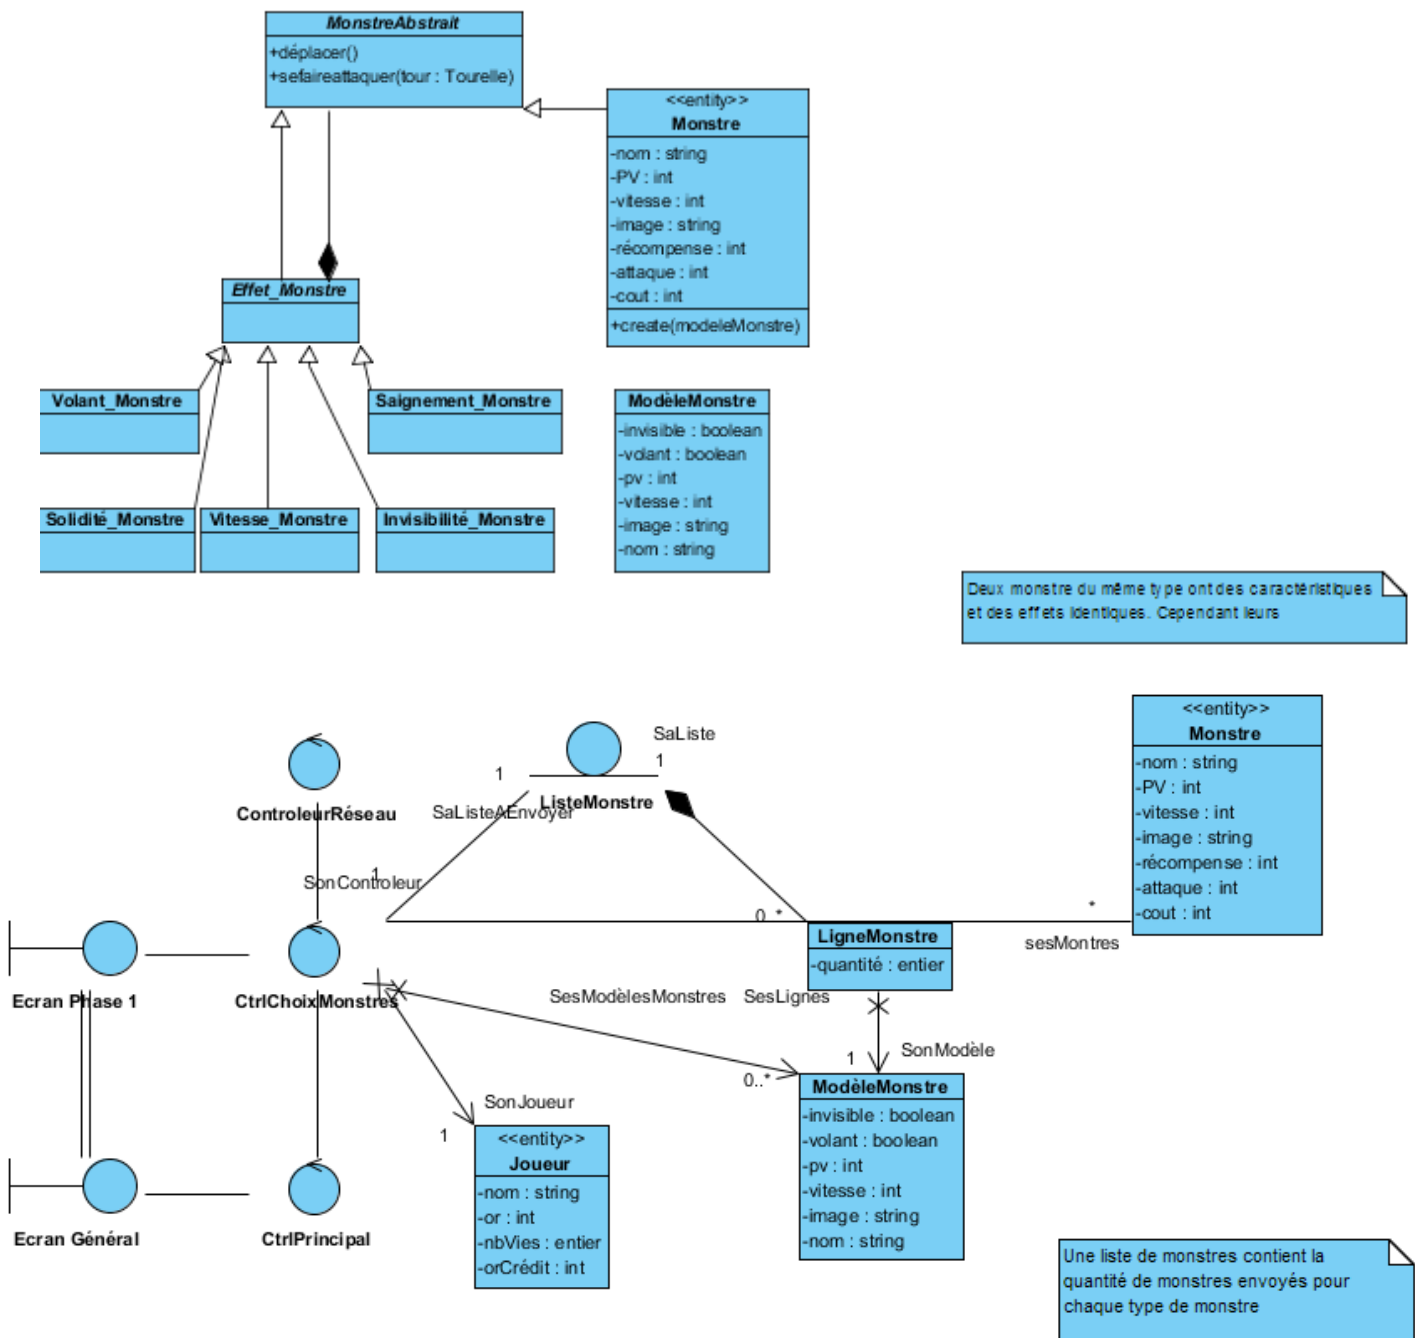 MonstreAbstrait
+déplacer()
+sefaireattaquer(tour : Tourelle)
<<entity>>
Monstre
-nom : string
-PV : int
-vitesse : int
-image : string
-récompense : int
-attaque : int
-cout : int
+create(modeleMonstre)
Effet_Monstre
Volant_Monstre
Saignement_Monstre
Solidité_Monstre
Vitesse_Monstre
Invisibilité_Monstre
ModèleMonstre
-invisible : boolean
-volant : boolean
-pv : int
-vitesse : int
-image : string
-nom : string
Deux monstre du même type ont des caractéristiques
et des effets identiques. Cependant leurs
<<entity>>
Monstre
-nom : string
-PV : int
-vitesse : int
-image : string
-récompense : int
-attaque : int
-cout : int
SaListe
1
1
ListeMonstre
SaListeAEnvoyer
ControleurRéseau
1
SonControleur
0..*
*
sesMontres
LigneMonstre
-quantité : entier
Ecran Phase 1
CtrlChoixMonstres
SesModèlesMonstres
SesLignes
1
SonModèle
0..*
ModèleMonstre
-invisible : boolean
-volant : boolean
-pv : int
-vitesse : int
-image : string
-nom : string
SonJoueur
1
<<entity>>
Joueur
-nom : string
-or : int
-nbVies : entier
-orCrédit : int
Ecran Général
CtrlPrincipal
Une liste de monstres contient la
quantité de monstres envoyés pour
chaque type de monstre